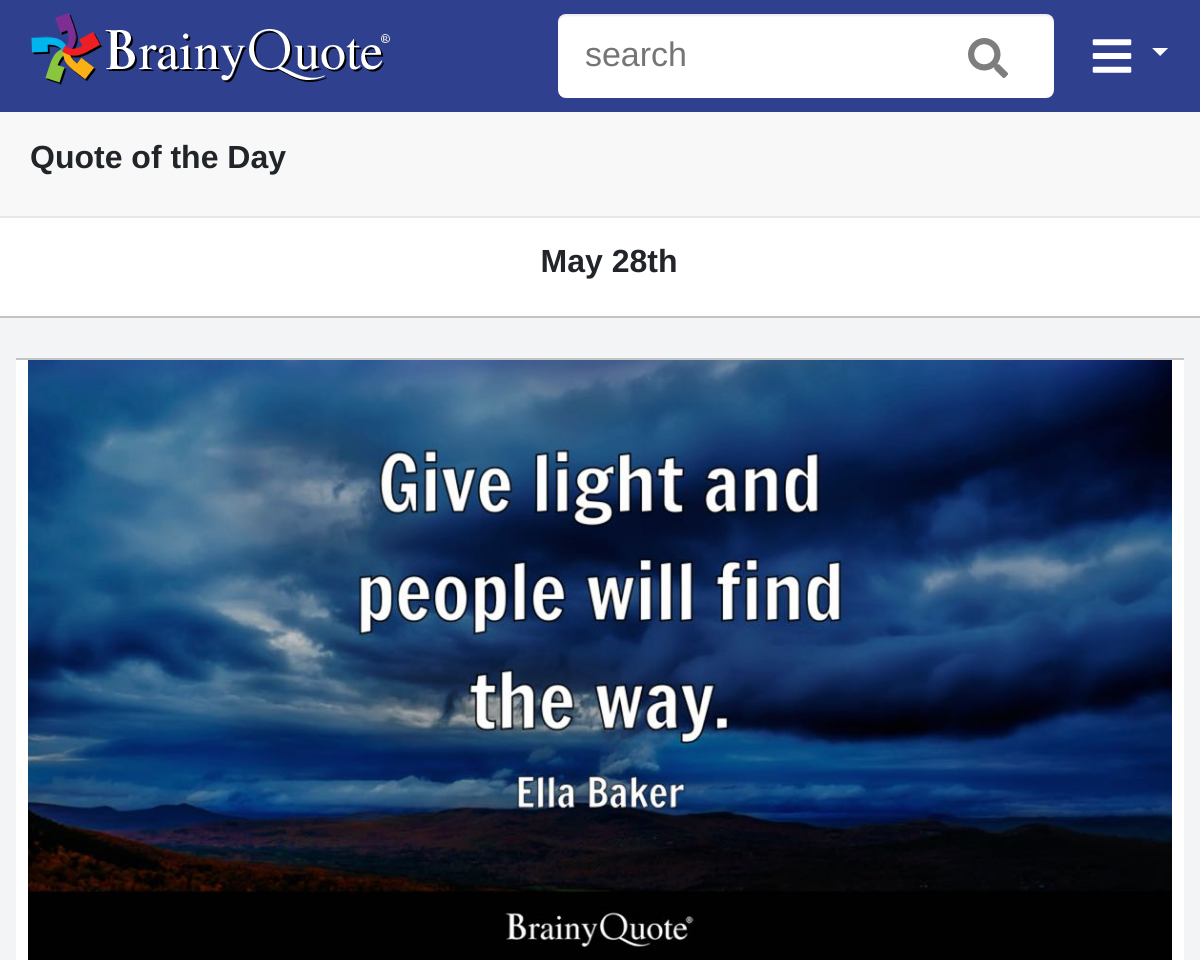 BrainyQuote®
search
Quote of the Day
May 28th
Give light and
people will find
the way.
Ella Baker
BrainyQuote®